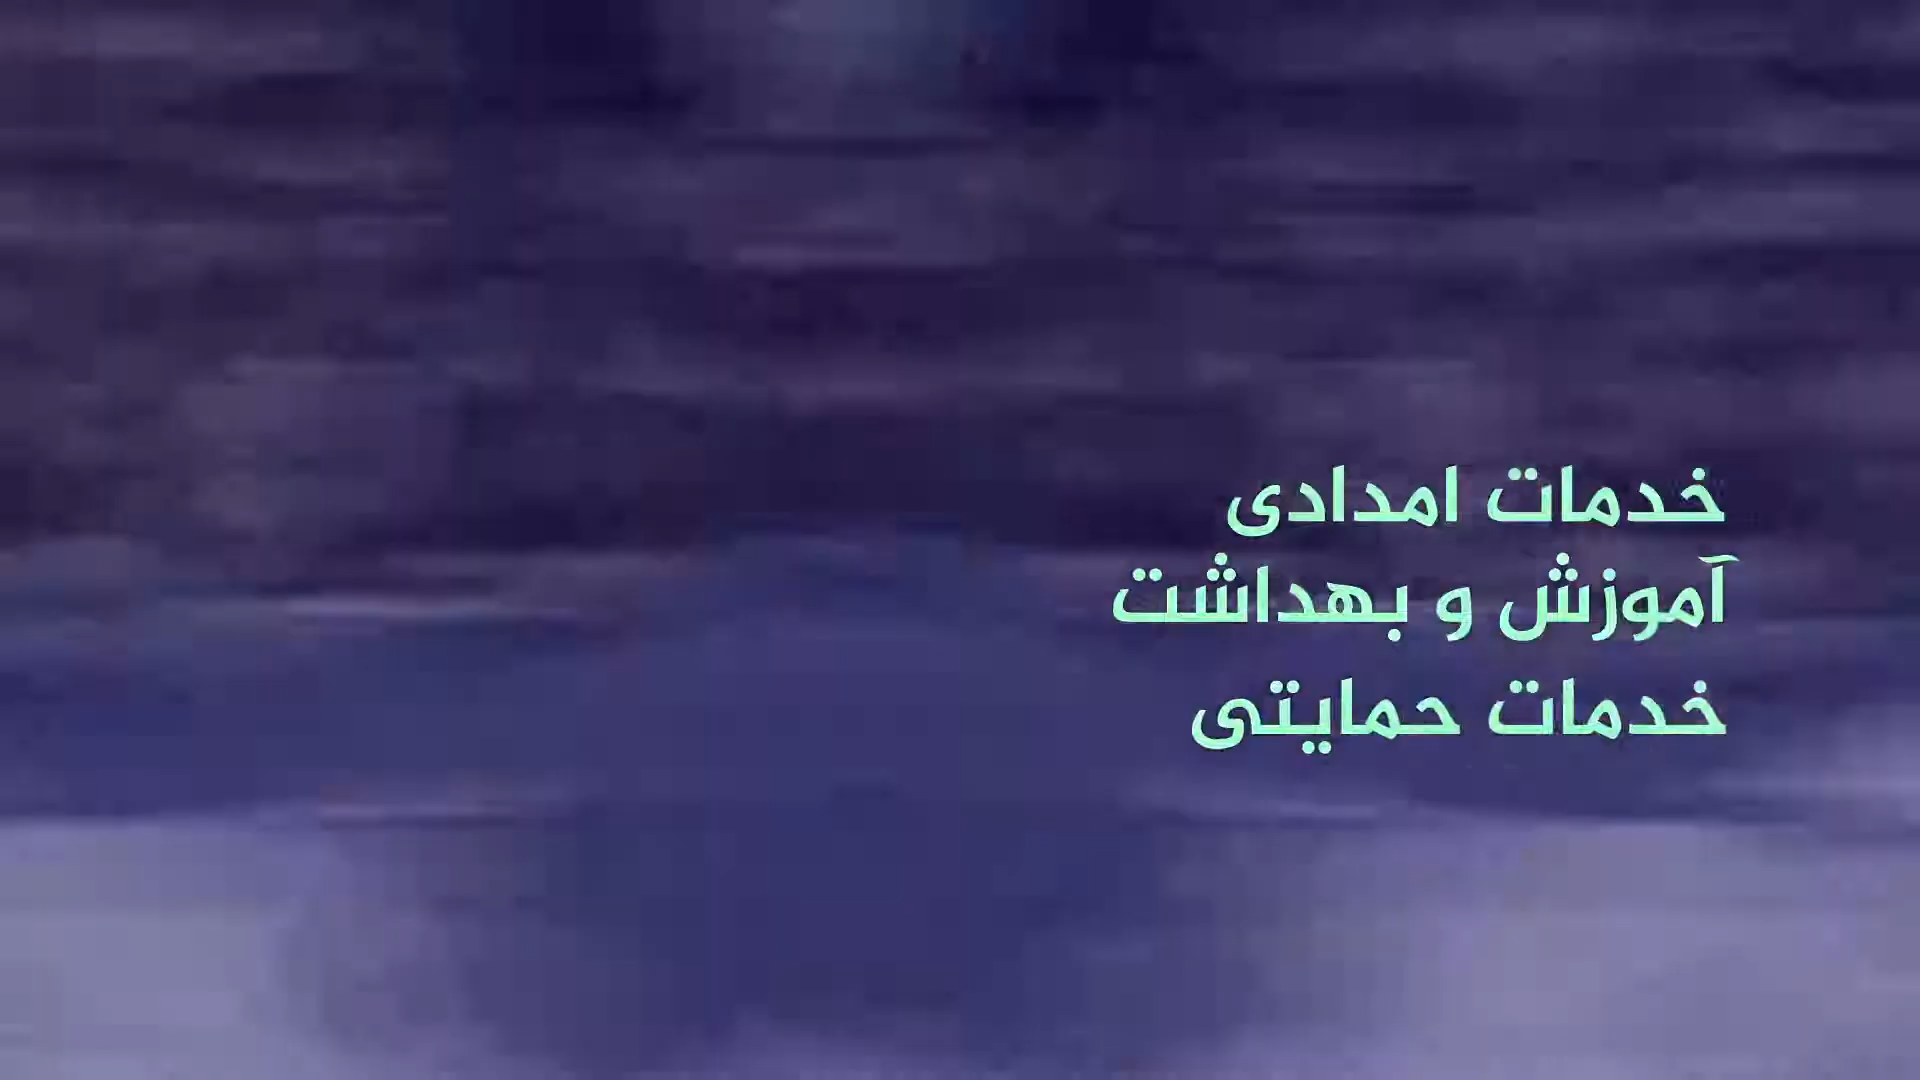 خدمات امدادی
آموزش و بهداشت
خدمات حمایتی